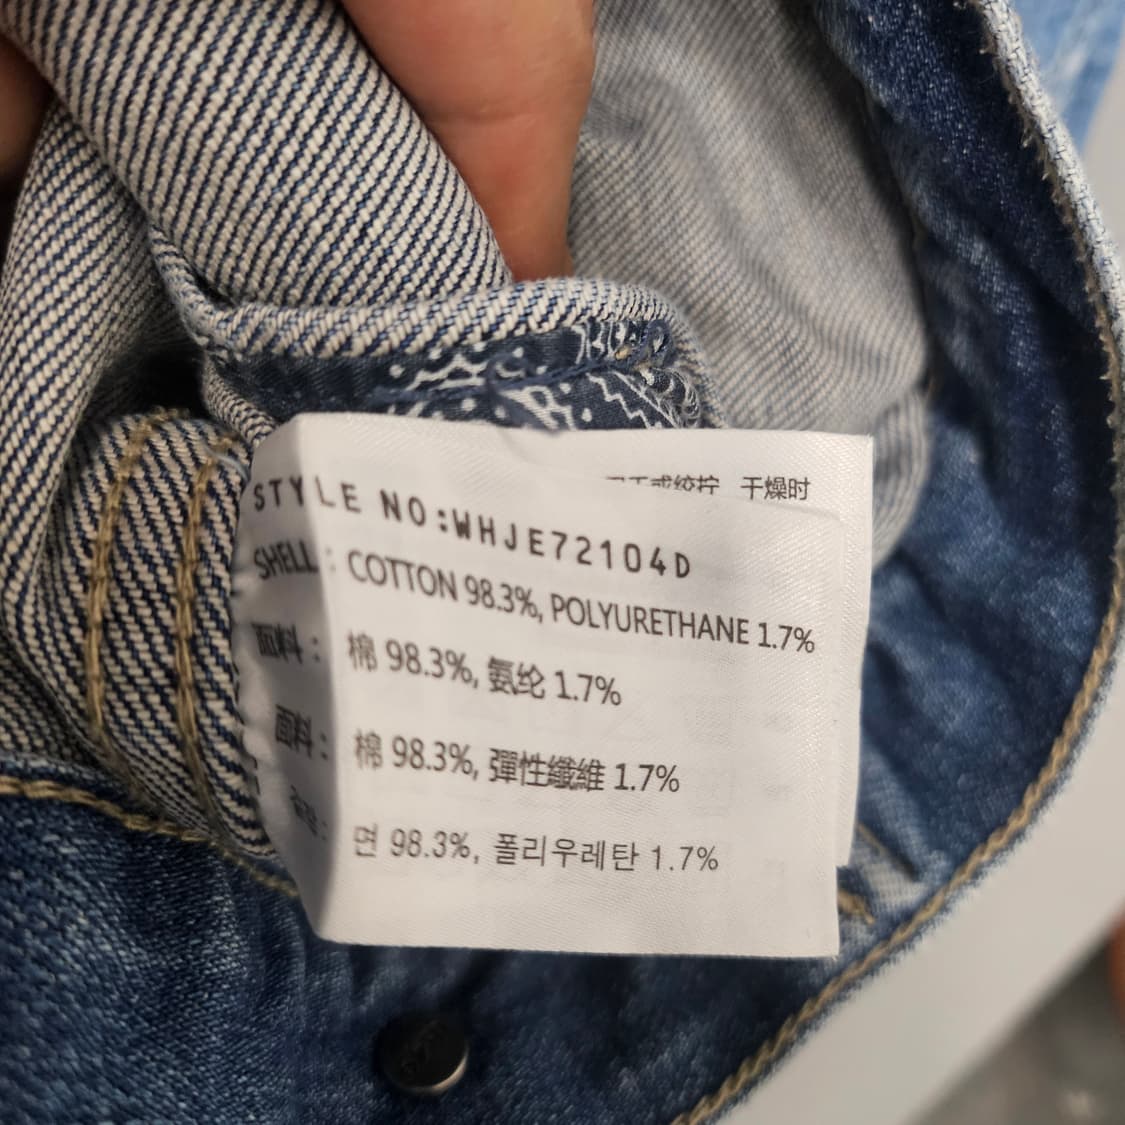 干燥时
STYLE NO:WHJE72104D
SHELL : COTTON 98.3%, POLYURETHANE 1.7%
面料 : 棉 98.3%, 氨纶 1.7%
面料 : 棉 98.3%, 彈性纖維 1.7%
면 98.3%, 폴리우레탄 1.7%